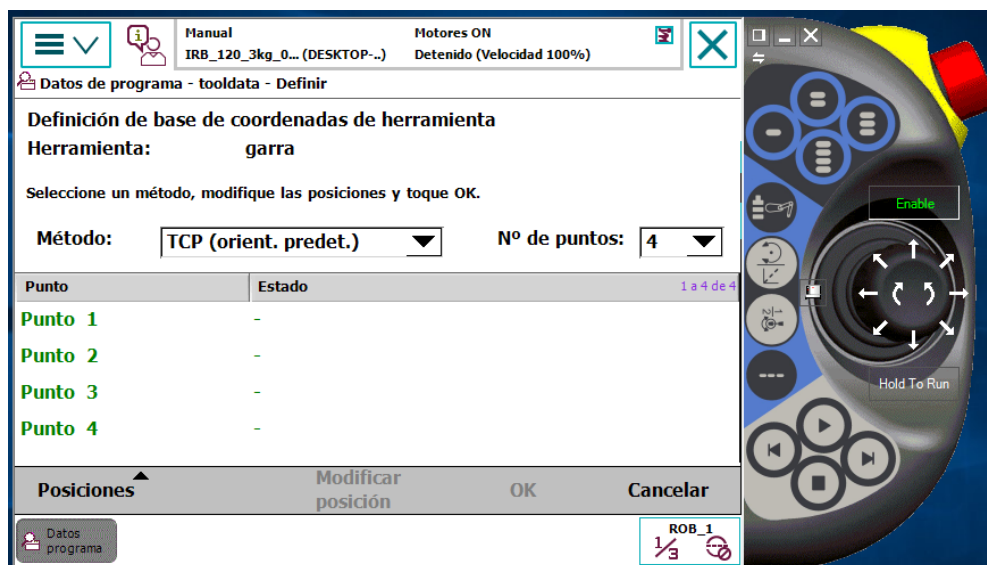 Manual
IRB_120_3kg_0... (DESKTOP-..)
Motores ON
Detenido (Velocidad 100%)
Datos de programa - tooldata - Definir
Definición de base de coordenadas de herramienta
Herramienta: garra
Seleccione un método, modifique las posiciones y toque OK.
Método: TCP (orient. predet.) Nº de puntos: 4
Punto Estado 1 a 4 de 4
Punto 1 -
Punto 2 -
Punto 3 -
Punto 4 -
Posiciones Modificar posición OK Cancelar
Datos programa
ROB_1
1/3
Enable
Hold To Run